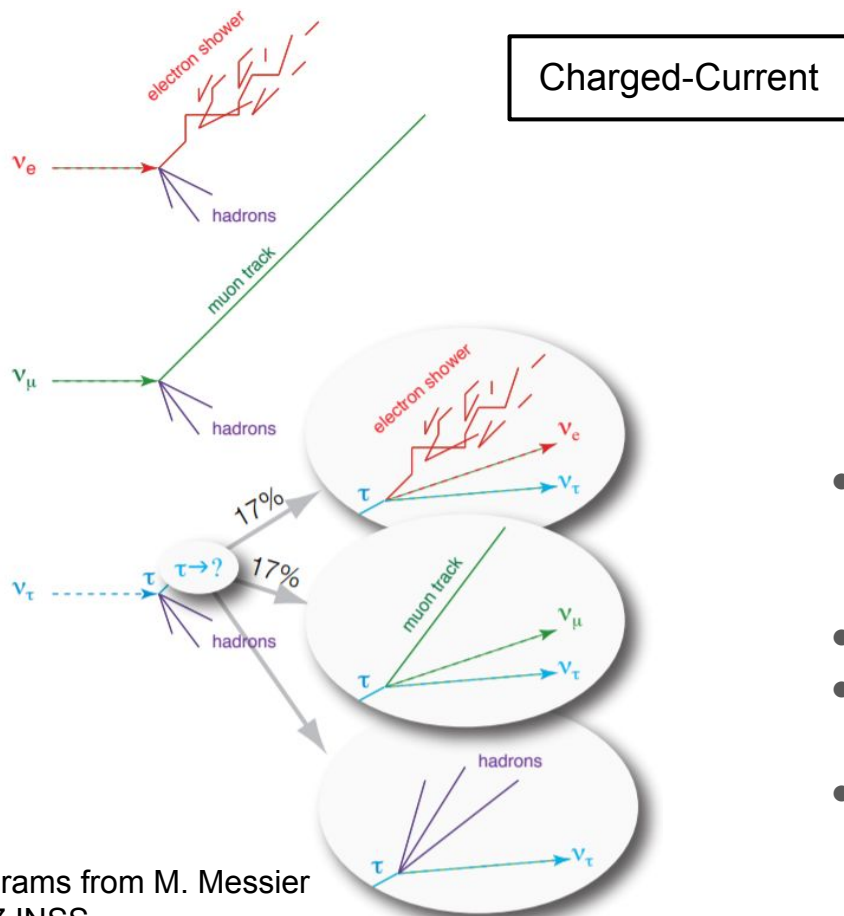 Charged-Current
electron shower
νe
hadrons
muon track
νμ
hadrons
electron shower
νe
τ
ντ
17%
τ
τ→?
17%
ντ
hadrons
muon track
νμ
τ
ντ
hadrons
τ
ντ
from M. Messier
INSS